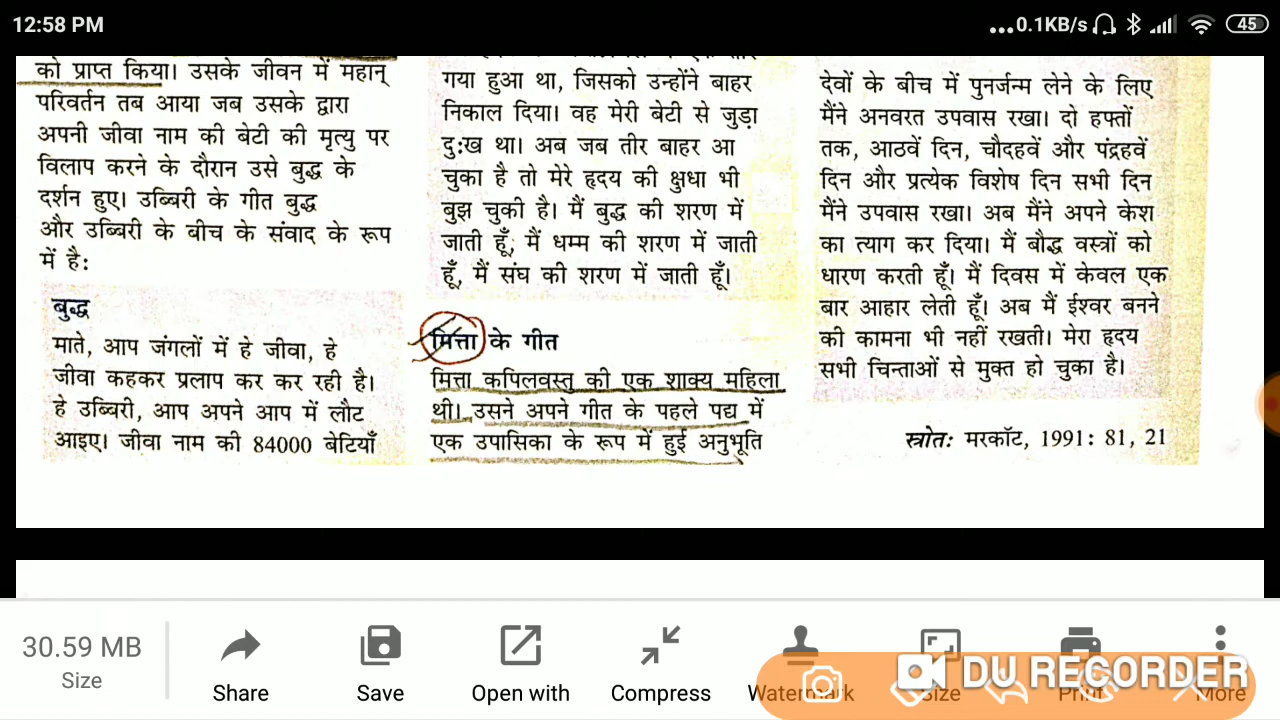 12:58 PM
...0.1KB/s
45
को प्राप्त किया। उसके जीवन में महान्
परिवर्तन तब आया जब उसके द्वारा
अपनी जीवा नाम की बेटी की मृत्यु पर
विलाप करने के दौरान उसे बुद्ध के
दर्शन हुए। उब्बिरी के गीत बुद्ध
और उब्बिरी के बीच के संवाद के रूप
में है:
बुद्ध
माते, आप जंगलों में हे जीवा, हे
जीवा कहकर प्रलाप कर कर रही है।
हे उब्बिरी, आप अपने आप में लौट
आइए। जीवा नाम की 84000 बेटियाँ
गया हुआ था, जिसको उन्होंने बाहर
निकाल दिया। वह मेरी बेटी से जुड़ा
दुःख था। अब जब तीर बाहर आ
चुका है तो मेरे हृदय की क्षुधा भी
बुझ चुकी है। मैं बुद्ध की शरण में
जाती हूँ, मैं धम्म की शरण में जाती
हूँ, मैं संघ की शरण में जाती हूँ।
मित्ता के गीत
मित्ता कपिलवस्तु की एक शाक्य महिला
थी। उसने अपने गीत के पहले पद्य में
एक उपासिका के रूप में हुई अनुभूति
देवों के बीच में पुनर्जन्म लेने के लिए
मैंने अनवरत उपवास रखा। दो हफ्तों
तक, आठवें दिन, चौदहवें और पंद्रहवें
दिन और प्रत्येक विशेष दिन सभी दिन
मैंने उपवास रखा। अब मैंने अपने केश
का त्याग कर दिया। मैं बौद्ध वस्त्रों को
धारण करती हूँ। मैं दिवस में केवल एक
बार आहार लेती हूँ। अब मैं ईश्वर बनने
की कामना भी नहीं रखती। मेरा हृदय
सभी चिन्ताओं से मुक्त हो चुका है।
स्रोत: मरकॉट, 1991: 81, 21
30.59 MB
Size
Share
Save
Open with
Compress
Watermark
Size
Print
More
DU RECORDER